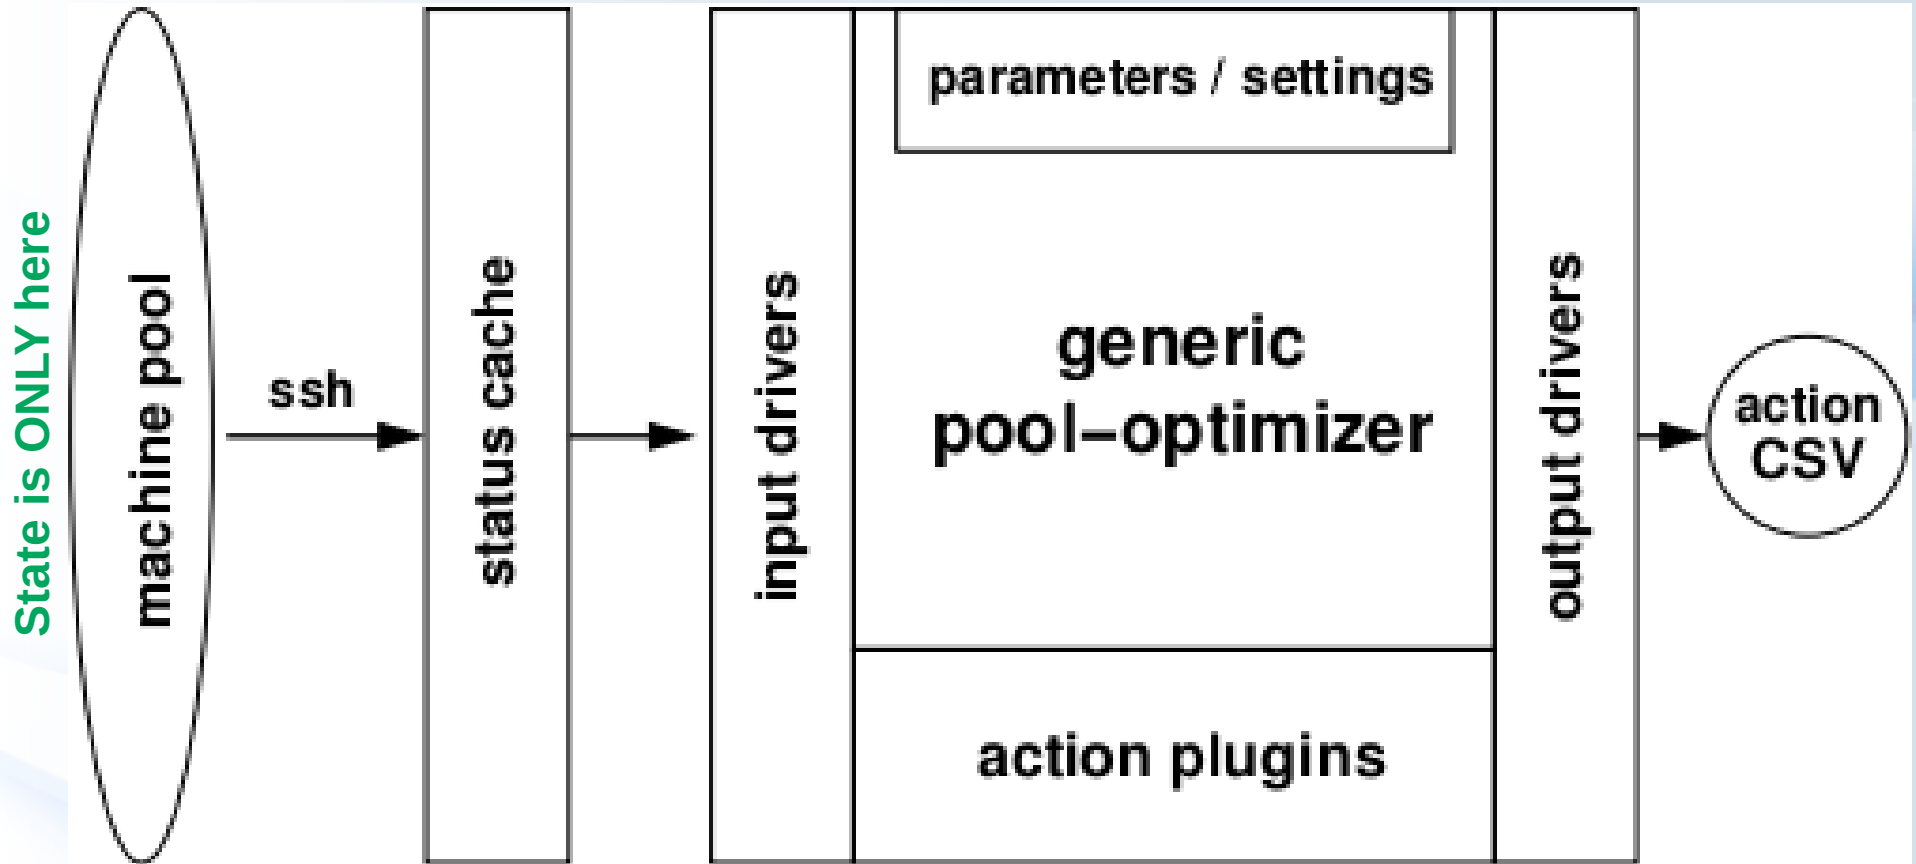 State is ONLY here
machine pool
ssh
status cache
input drivers
parameters / settings
generic
pool-optimizer
action plugins
output drivers
action
CSV